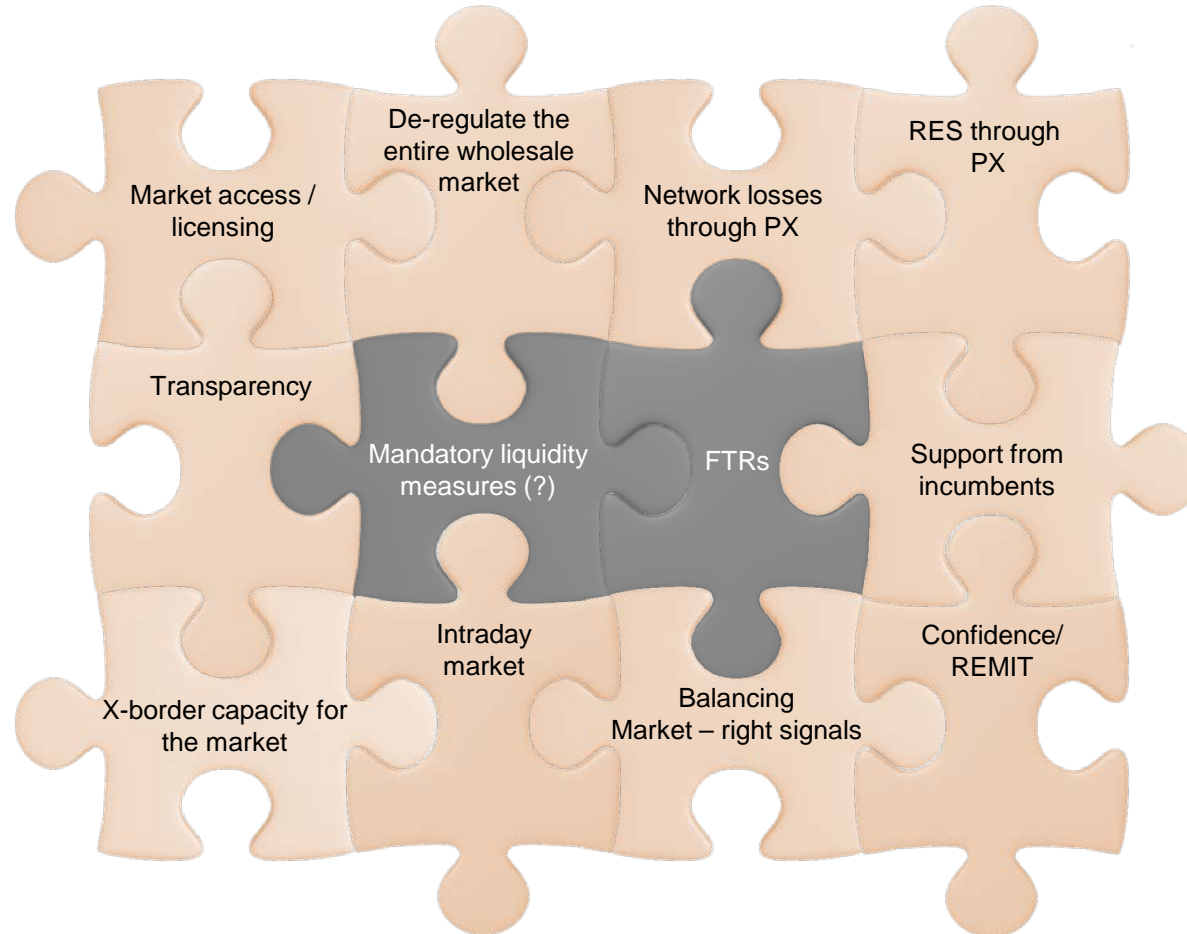 Market access /
licensing
De-regulate the
entire wholesale
market
Network losses
through PX
RES through
PX
Transparency
Mandatory liquidity
measures (?)
FTRs
Support from
incumbents
X-border capacity for
the market
Intraday
market
Balancing
Market – right signals
Confidence/
REMIT